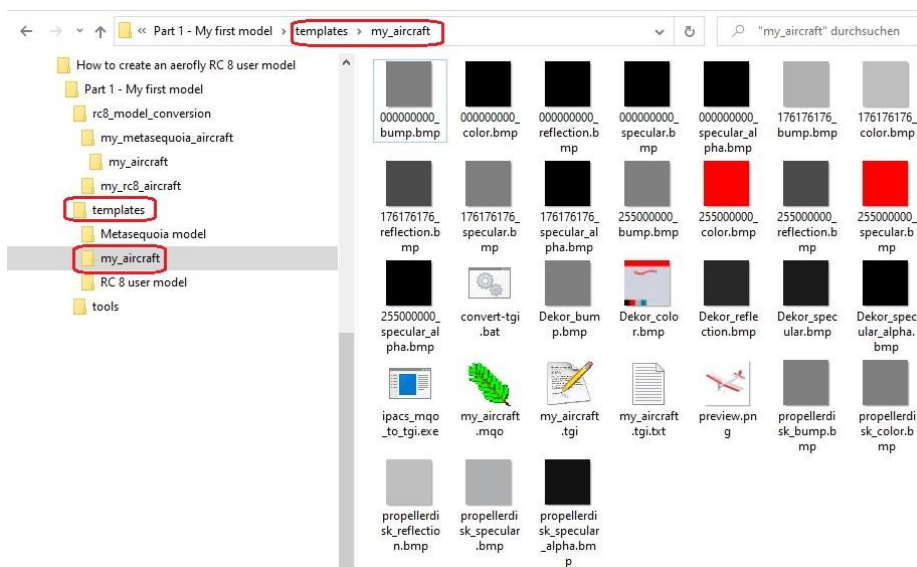 « Part 1 - My first model > templates > my_aircraft
"my_aircraft" durchsuchen
How to create an aerofly RC 8 user model
Part 1 - My first model
rc8_model_conversion
my_metasequoia_aircraft
my_aircraft
my_rc8_aircraft
templates
Metasequoia model
my_aircraft
RC 8 user model
tools
000000000_
bump.bmp
000000000_
color.bmp
000000000_
reflection.b
mp
000000000_
specular.b
mp
000000000_
specular_al
pha.bmp
176176176_
bump.bmp
176176176_
color.bmp
176176176_
reflection.b
mp
176176176_
specular.b
mp
176176176_
specular_al
pha.bmp
255000000_
bump.bmp
255000000_
color.bmp
255000000_
reflection.b
mp
255000000_
specular.b
mp
255000000_
specular_al
pha.bmp
convert-tgi
.bat
Dekor_bum
p.bmp
Dekor_colo
r.bmp
Dekor_refle
ction.bmp
Dekor_spec
ular.bmp
Dekor_spec
ular_alpha.
bmp
ipacs_mqo
_to_tgi.exe
my_aircraft
.mqo
my_aircraft
.tgi
my_aircraft
.tgi.txt
preview.pn
g
propellerdi
sk_bump.b
mp
propellerdi
sk_color.b
mp
propellerdi
sk_reflectio
n.bmp
propellerdi
sk_specular
.bmp
propellerdi
sk_specular
_alpha.bm
p